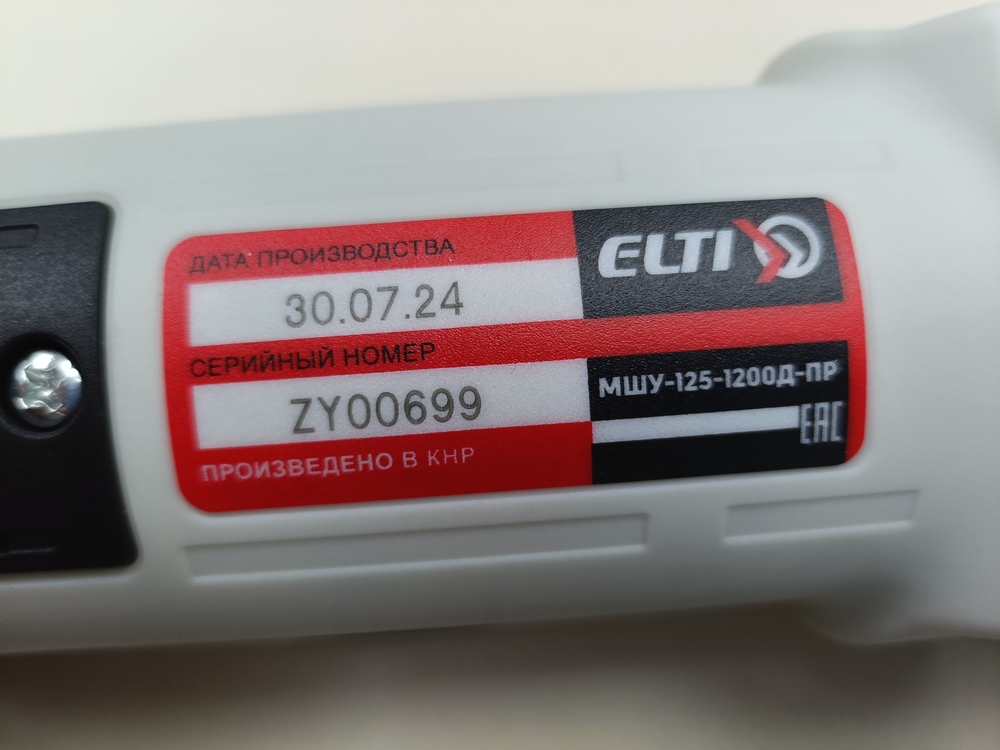 ДАТА ПРОИЗВОДСТВА
30.07.24
СЕРИЙНЫЙ НОМЕР
ZY00699
ПРОИЗВЕДЕНО В КНР
ELTI
МШУ-125-1200Д-ПР
EAC